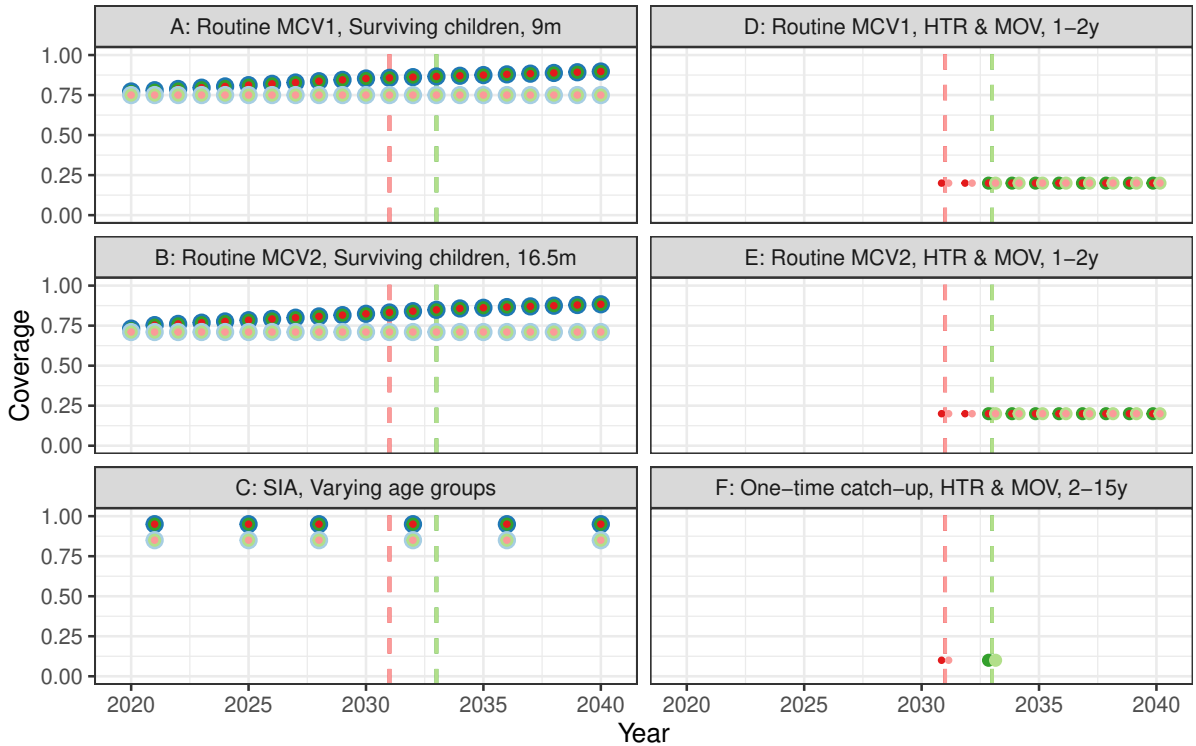 A: Routine MCV1, Surviving children, 9m
D: Routine MCV1, HTR & MOV, 1−2y
1.00
0.75
0.50
0.25
0.00
B: Routine MCV2, Surviving children, 16.5m
E: Routine MCV2, HTR & MOV, 1−2y
1.00
0.75
0.50
0.25
0.00
Coverage
C: SIA, Varying age groups
F: One−time catch−up, HTR & MOV, 2−15y
1.00
0.75
0.50
0.25
0.00
2020 2025 2030 2035 2040
2020 2025 2030 2035 2040
Year